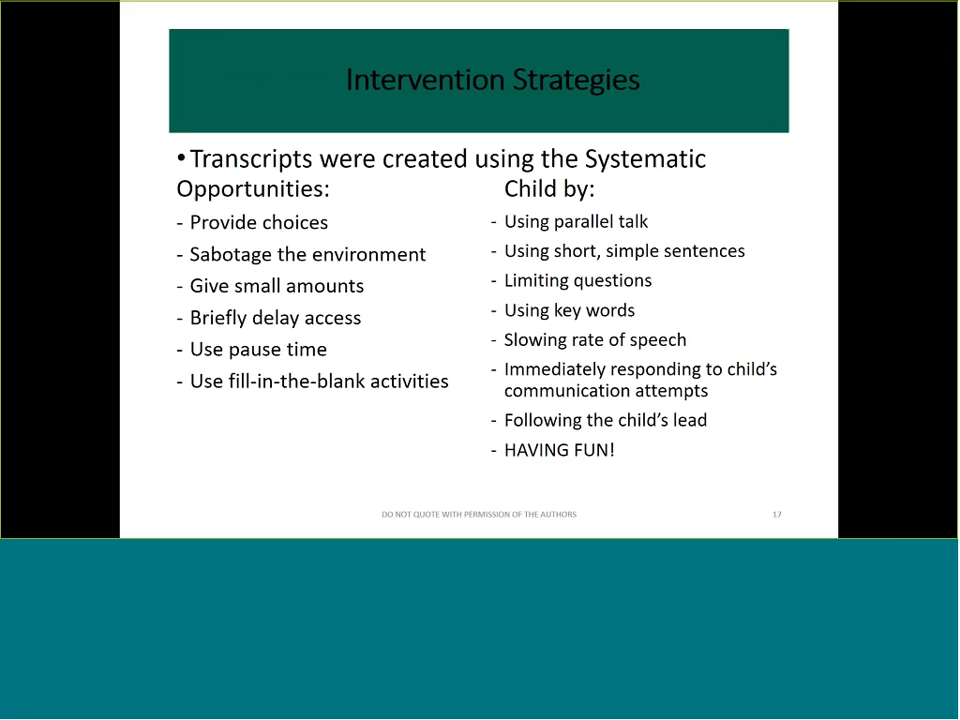 Intervention Strategies
• Transcripts were created using the Systematic
Opportunities:
- Provide choices
- Sabotage the environment
- Give small amounts
- Briefly delay access
- Use pause time
- Use fill-in-the-blank activities
Child by:
- Using parallel talk
- Using short, simple sentences
- Limiting questions
- Using key words
- Slowing rate of speech
- Immediately responding to child’s
communication attempts
- Following the child’s lead
- HAVING FUN!
DO NOT QUOTE WITH PERMISSION OF THE AUTHORS
17